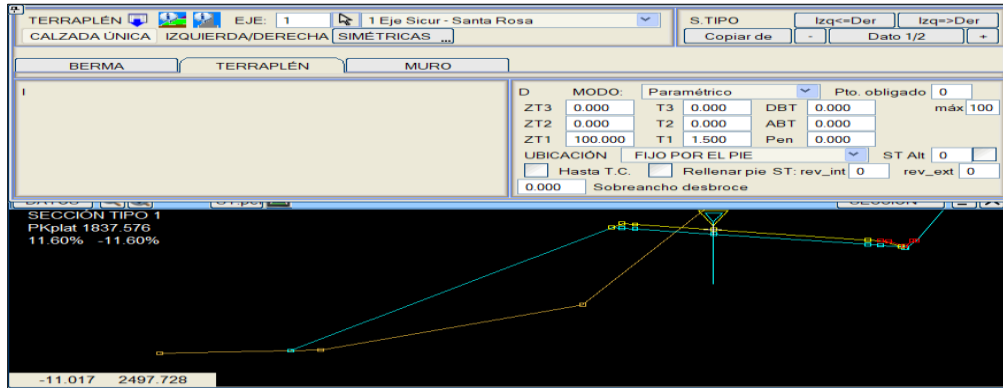 TERRAPLÉN EJE: 1 1 Eje Sicur - Santa Rosa S.TIPO Izq<=Der Izq=>Der
CALZADA ÚNICA IZQUIERDA/DERECHA SIMÉTRICAS ... Copiar de - Dato 1/2 +
BERMA TERRAPLÉN MURO
I D MODO: Paramétrico Pto. obligado 0
ZT3 0.000 T3 0.000 DBT 0.000 máx 100
ZT2 0.000 T2 0.000 ABT 0.000
ZT1 100.000 T1 1.500 Pen 0.000
UBICACIÓN FIJO POR EL PIE ST Alt 0
Hasta T.C. Rellenar pie ST: rev_int 0 rev_ext 0
0.000 Sobreancho desbroce
SECCIÓN TIPO 1
PKplat 1837.576
11.60% -11.60%
-11.017 2497.728